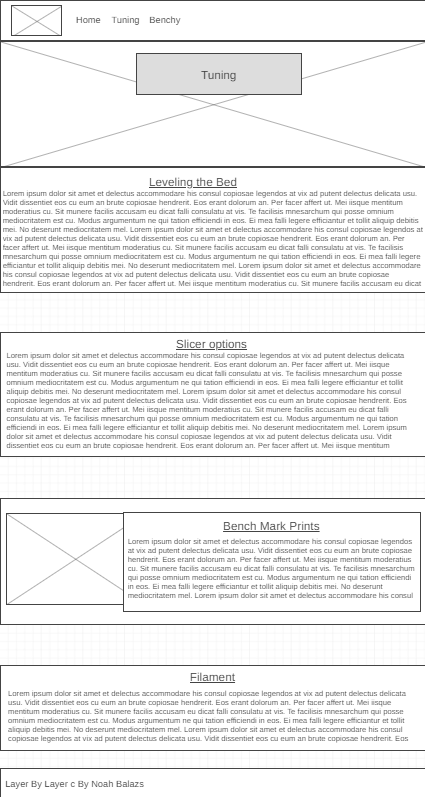 Home Tuning Benchy
Tuning
Leveling the Bed
Lorem ipsum dolor sit amet et delectus accommodare his consul copiosae legendos at vix ad putent delectus delicata usu.
Vidit dissentiet eos cu eum an brute copiosae hendrerit. Eos erant dolorum an. Per facer affert ut. Mei iisque mentitum
moderatius cu. Sit munere facilis accusam eu dicat falli consulatu at vis. Te facilisis mnesarchum qui posse omnium
mediocritatem est cu. Modus argumentum ne qui tation efficiendi in eos. Ei mea falli legere efficiantur et tollit aliquip debitis
mei. No deserunt mediocritatem mel. Lorem ipsum dolor sit amet et delectus accommodare his consul copiosae legendos at
vix ad putent delectus delicata usu. Vidit dissentiet eos cu eum an brute copiosae hendrerit. Eos erant dolorum an. Per
facer affert ut. Mei iisque mentitum moderatius cu. Sit munere facilis accusam eu dicat falli consulatu at vis. Te facilisis
mnesarchum qui posse omnium mediocritatem est cu. Modus argumentum ne qui tation efficiendi in eos. Ei mea falli legere
efficiantur et tollit aliquip debitis mei. No deserunt mediocritatem mel. Lorem ipsum dolor sit amet et delectus accommodare
his consul copiosae legendos at vix ad putent delectus delicata usu. Vidit dissentiet eos cu eum an brute copiosae
hendrerit. Eos erant dolorum an. Per facer affert ut. Mei iisque mentitum moderatius cu. Sit munere facilis accusam eu dicat
Slicer options
Lorem ipsum dolor sit amet et delectus accommodare his consul copiosae legendos at vix ad putent delectus delicata
usu. Vidit dissentiet eos cu eum an brute copiosae hendrerit. Eos erant dolorum an. Per facer affert ut. Mei iisque
mentitum moderatius cu. Sit munere facilis accusam eu dicat falli consulatu at vis. Te facilisis mnesarchum qui posse
omnium mediocritatem est cu. Modus argumentum ne qui tation efficiendi in eos. Ei mea falli legere efficiantur et tollit
aliquip debitis mei. No deserunt mediocritatem mel. Lorem ipsum dolor sit amet et delectus accommodare his consul
copiosae legendos at vix ad putent delectus delicata usu. Vidit dissentiet eos cu eum an brute copiosae hendrerit. Eos
erant dolorum an. Per facer affert ut. Mei iisque mentitum moderatius cu. Sit munere facilis accusam eu dicat falli
consulatu at vis. Te facilisis mnesarchum qui posse omnium mediocritatem est cu. Modus argumentum ne qui tation
efficiendi in eos. Ei mea falli legere efficiantur et tollit aliquip debitis mei. No deserunt mediocritatem mel. Lorem ipsum
dolor sit amet et delectus accommodare his consul copiosae legendos at vix ad putent delectus delicata usu. Vidit
dissentiet eos cu eum an brute copiosae hendrerit. Eos erant dolorum an. Per facer affert ut. Mei iisque mentitum
Bench Mark Prints
Lorem ipsum dolor sit amet et delectus accommodare his consul copiosae legendos
at vix ad putent delectus delicata usu. Vidit dissentiet eos cu eum an brute copiosae
hendrerit. Eos erant dolorum an. Per facer affert ut. Mei iisque mentitum moderatius
cu. Sit munere facilis accusam eu dicat falli consulatu at vis. Te facilisis mnesarchum
qui posse omnium mediocritatem est cu. Modus argumentum ne qui tation efficiendi
in eos. Ei mea falli legere efficiantur et tollit aliquip debitis mei. No deserunt
mediocritatem mel. Lorem ipsum dolor sit amet et delectus accommodare his consul
Filament
Lorem ipsum dolor sit amet et delectus accommodare his consul copiosae legendos at vix ad putent delectus delicata
usu. Vidit dissentiet eos cu eum an brute copiosae hendrerit. Eos erant dolorum an. Per facer affert ut. Mei iisque
mentitum moderatius cu. Sit munere facilis accusam eu dicat falli consulatu at vis. Te facilisis mnesarchum qui posse
omnium mediocritatem est cu. Modus argumentum ne qui tation efficiendi in eos. Ei mea falli legere efficiantur et tollit
aliquip debitis mei. No deserunt mediocritatem mel. Lorem ipsum dolor sit amet et delectus accommodare his consul
copiosae legendos at vix ad putent delectus delicata usu. Vidit dissentiet eos cu eum an brute copiosae hendrerit. Eos
Layer By Layer c By Noah Balazs